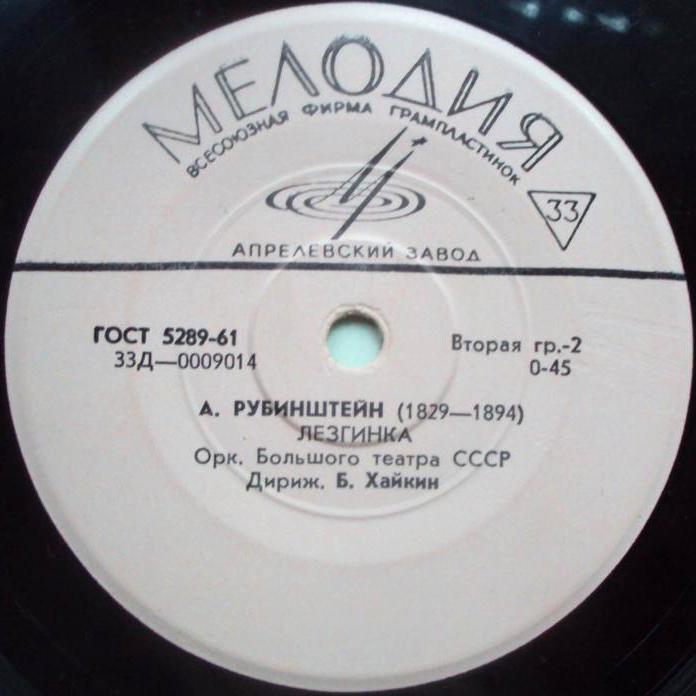 МЕЛОДИЯ
ВСЕСОЮЗНАЯ ФИРМА ГРАМПЛАСТИНОК
33
АПРЕЛЕВСКИЙ ЗАВОД
ГОСТ 5289-61
33Д—0009014
Вторая гр.-2
0-45
А. РУБИНШТЕЙН (1829—1894)
ЛЕЗГИНКА
Орк. Большого театра СССР
Дириж. Б. Хайкин